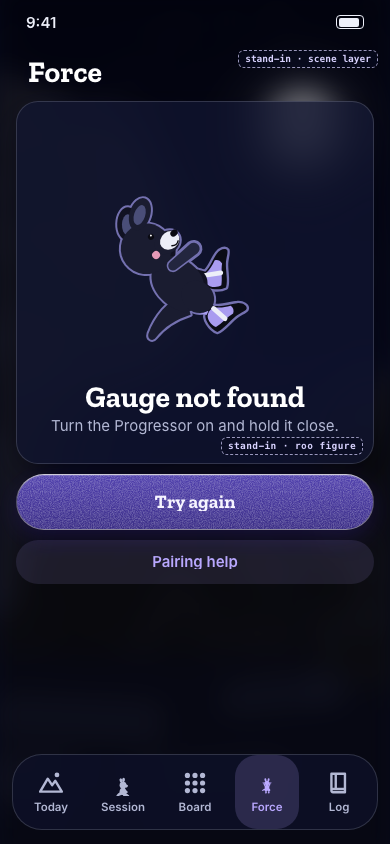 9:41
stand-in · scene layer
Force
Gauge not found
Turn the Progressor on and hold it close.
stand-in · roo figure
Try again
Pairing help
Today
Session
Board
Force
Log